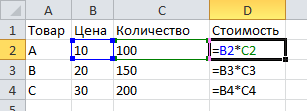 A B C D
1 Товар Цена Количество Стоимость
2 А 10 100 =B2*C2
3 В 20 150 =B3*C3
4 С 30 200 =B4*C4